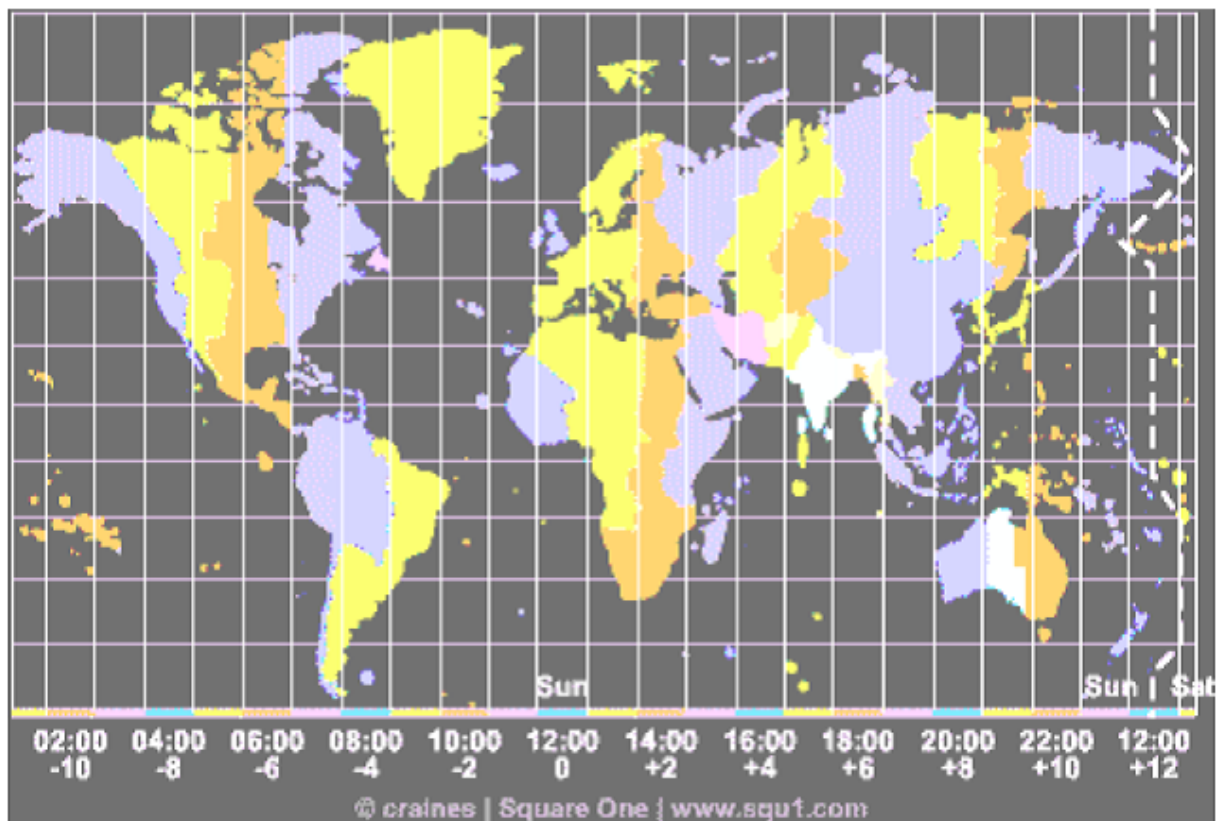 Sun Sun Sat
02:00 04:00 06:00 08:00 10:00 12:00 14:00 16:00 18:00 20:00 22:00 12:00
-10 -8 -6 -4 -2 0 +2 +4 +6 +8 +10 +12
© craines | Square One | www.squ1.com